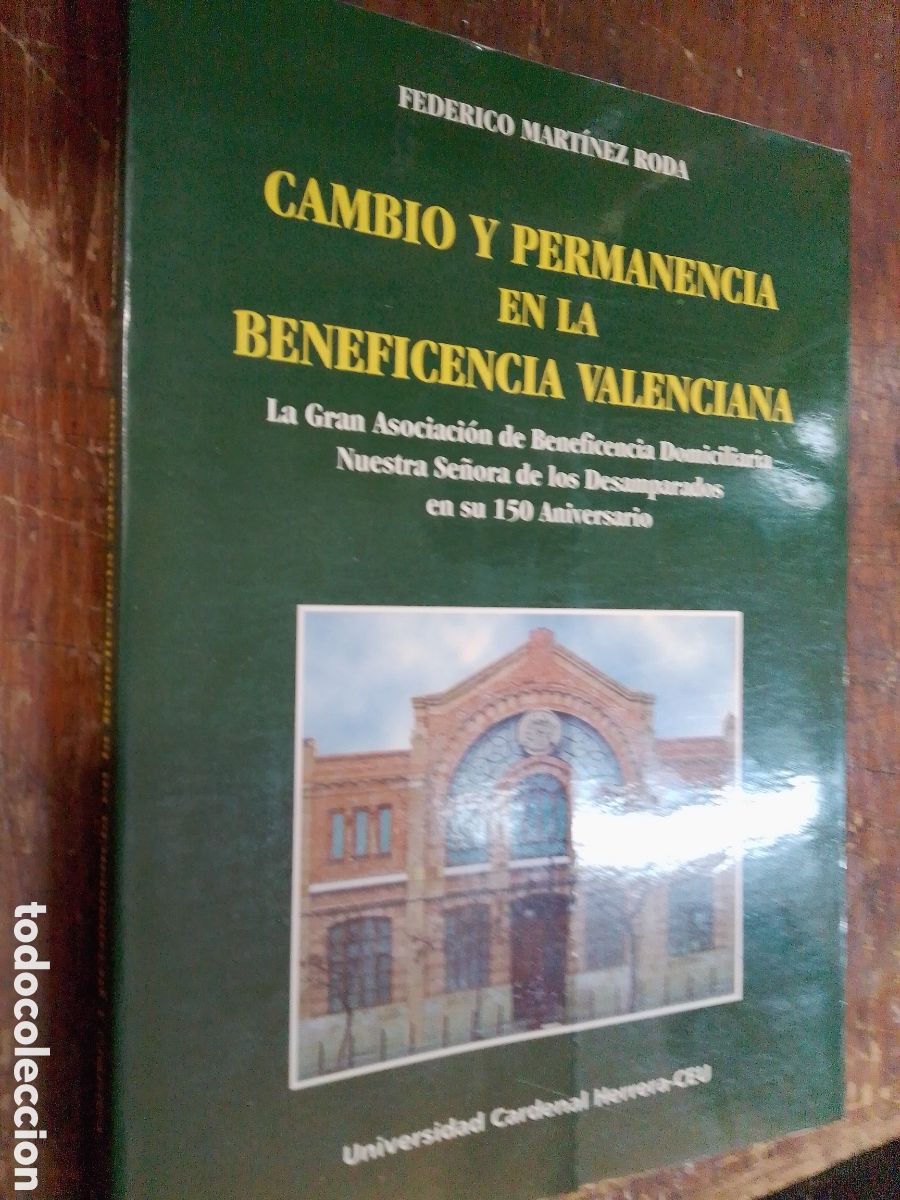 FEDERICO MARTÍNEZ RODA
CAMBIO Y PERMANENCIA
EN LA
BENEFICENCIA VALENCIANA
La Gran Asociación de Beneficencia Domiciliaria
Nuestra Señora de los Desamparados
en su 150 Aniversario
Universidad Cardenal Herrera-CEU
todocoleccion